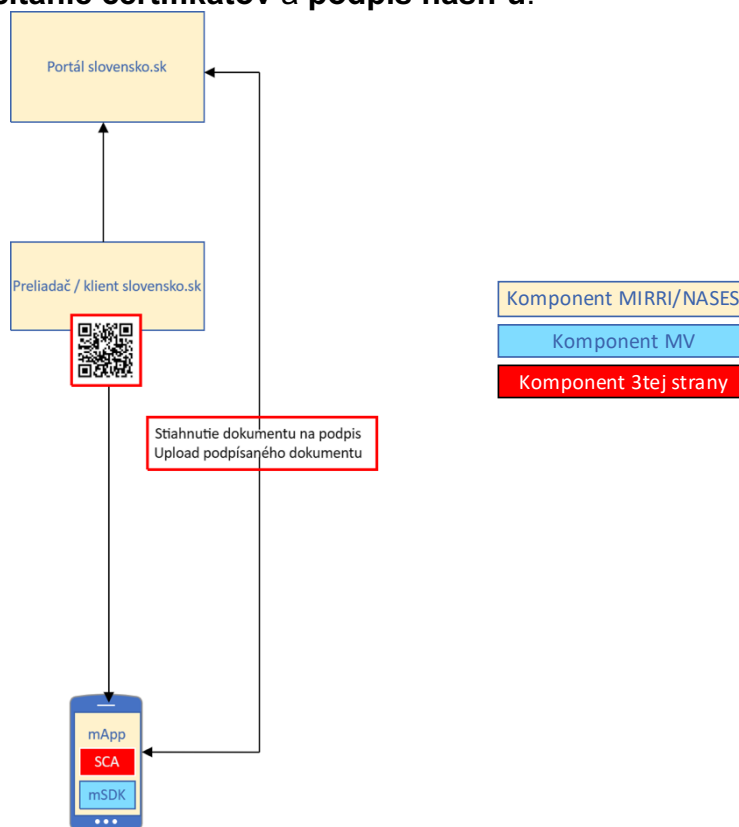 certifikátov a podpis hash-u.
Portál slovensko.sk
Preliadač / klient slovensko.sk
Komponent MIRRI/NASES
Komponent MV
Komponent 3tej strany
Stiahnutie dokumentu na podpis
Upload podpísaného dokumentu
mApp
SCA
mSDK